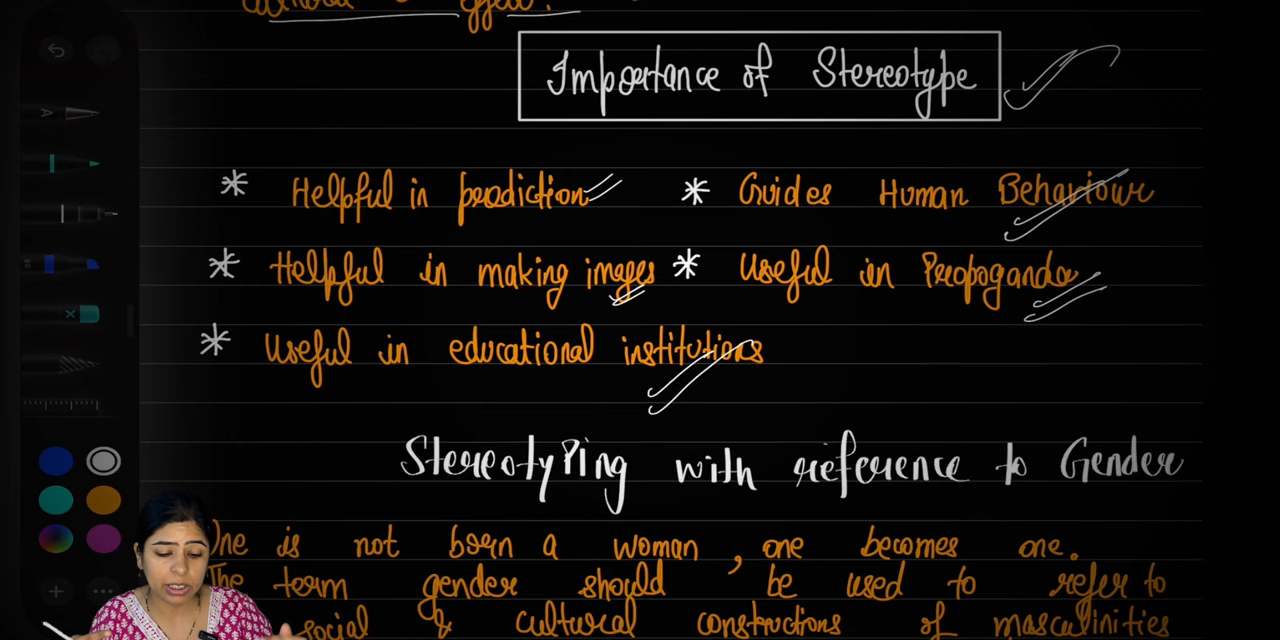 Importance of Stereotype
* Helpful in prediction * Guides Human Behaviour
* Helpful in making images * Useful in Propoganda
* Useful in educational institutions
Stereotyping with reference to Gender
One is not born a woman, one becomes one.
The term gender should be used to refer to
social & cultural constructions of masculinities